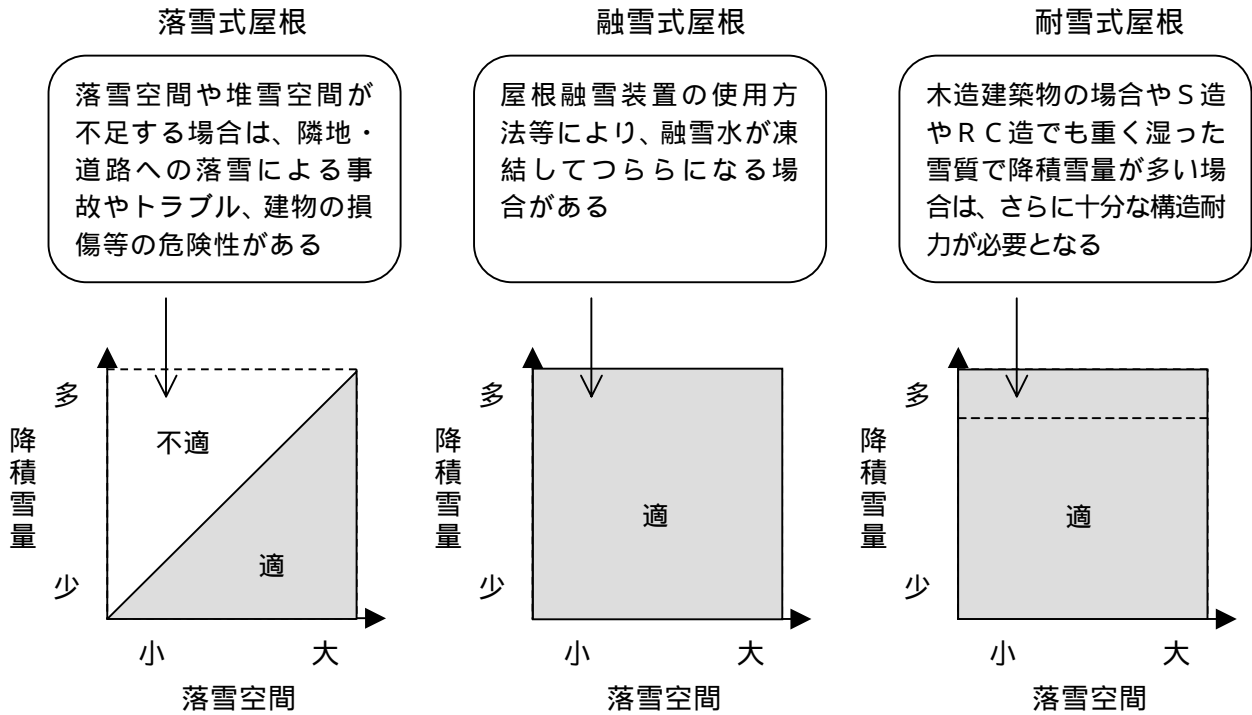 落雪式屋根
落雪空間や堆雪空間が
不足する場合は、隣地・
道路への落雪による事
故やトラブル、建物の損
傷等の危険性がある
多
降積雪量
不適
適
少
小
大
落雪空間
融雪式屋根
屋根融雪装置の使用方
法等により、融雪水が凍
結してつららになる場
合がある
多
降積雪量
適
少
小
大
落雪空間
耐雪式屋根
木造建築物の場合やS造
やRC造でも重く湿った
雪質で降積雪量が多い場
合は、さらに十分な構造耐
力が必要となる
多
降積雪量
適
少
小
大
落雪空間